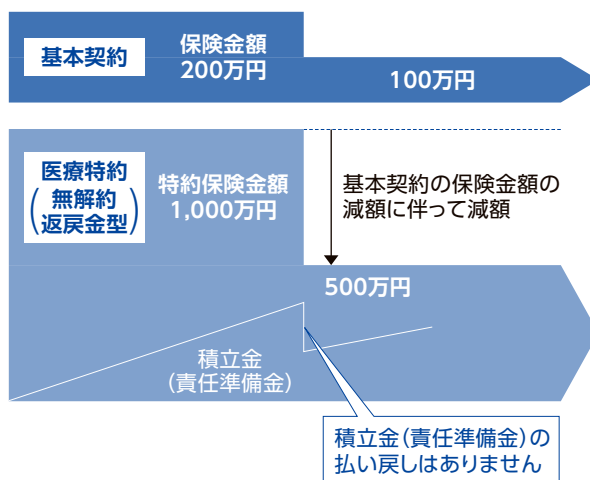 基本契約
保険金額
200万円
100万円
医療特約
(無解約
返戻金型)
特約保険金額
1,000万円
基本契約の保険金額の
減額に伴って減額
500万円
積立金
(責任準備金)
積立金(責任準備金)の
払い戻しはありません